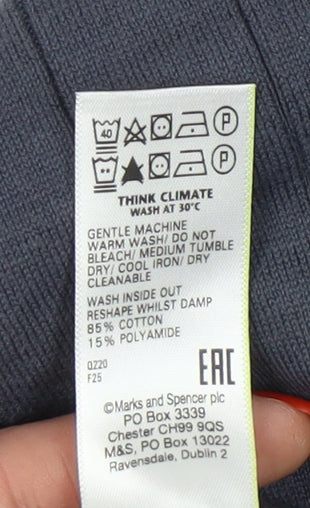 40 P
P
THINK CLIMATE
WASH AT 30°C
GENTLE MACHINE
WARM WASH/ DO NOT
BLEACH/ MEDIUM TUMBLE
DRY/ COOL IRON/ DRY
CLEANABLE
WASH INSIDE OUT
RESHAPE WHILST DAMP
85% COTTON
15% POLYAMIDE
Q220
F25
EAC
©Marks and Spencer plc
PO Box 3339
Chester CH99 9QS
M&S, PO Box 13022
Ravensdale, Dublin 2